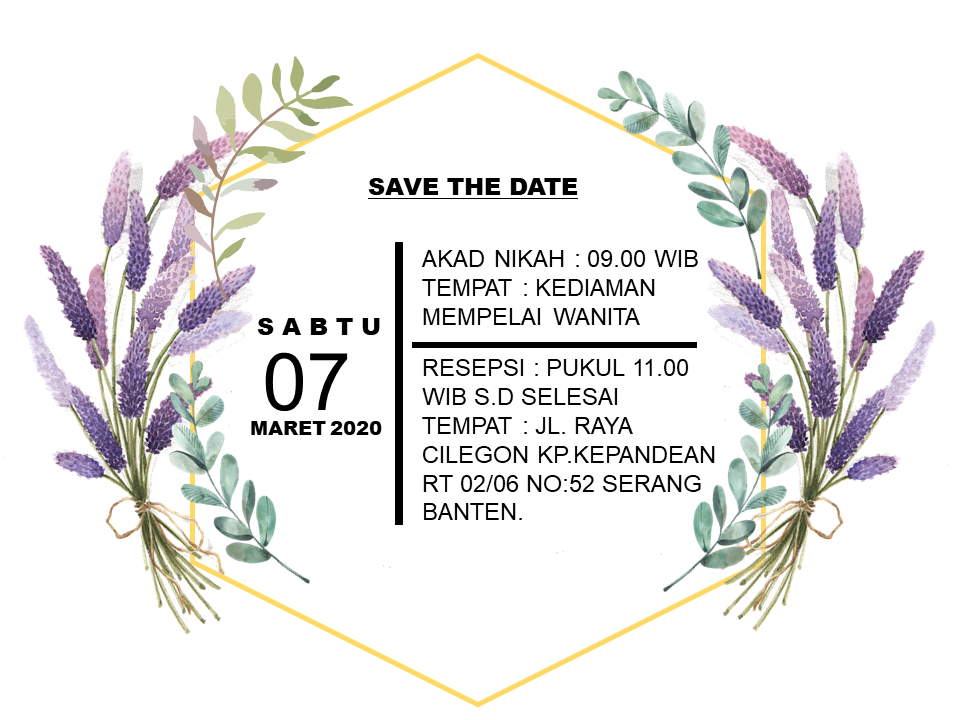 SAVE THE DATE
SABTU
07
MARET 2020
AKAD NIKAH : 09.00 WIB
TEMPAT : KEDIAMAN
MEMPELAI WANITA
RESEPSI : PUKUL 11.00
WIB S.D SELESAI
TEMPAT : JL. RAYA
CILEGON KP.KEPANDEAN
RT 02/06 NO:52 SERANG
BANTEN.